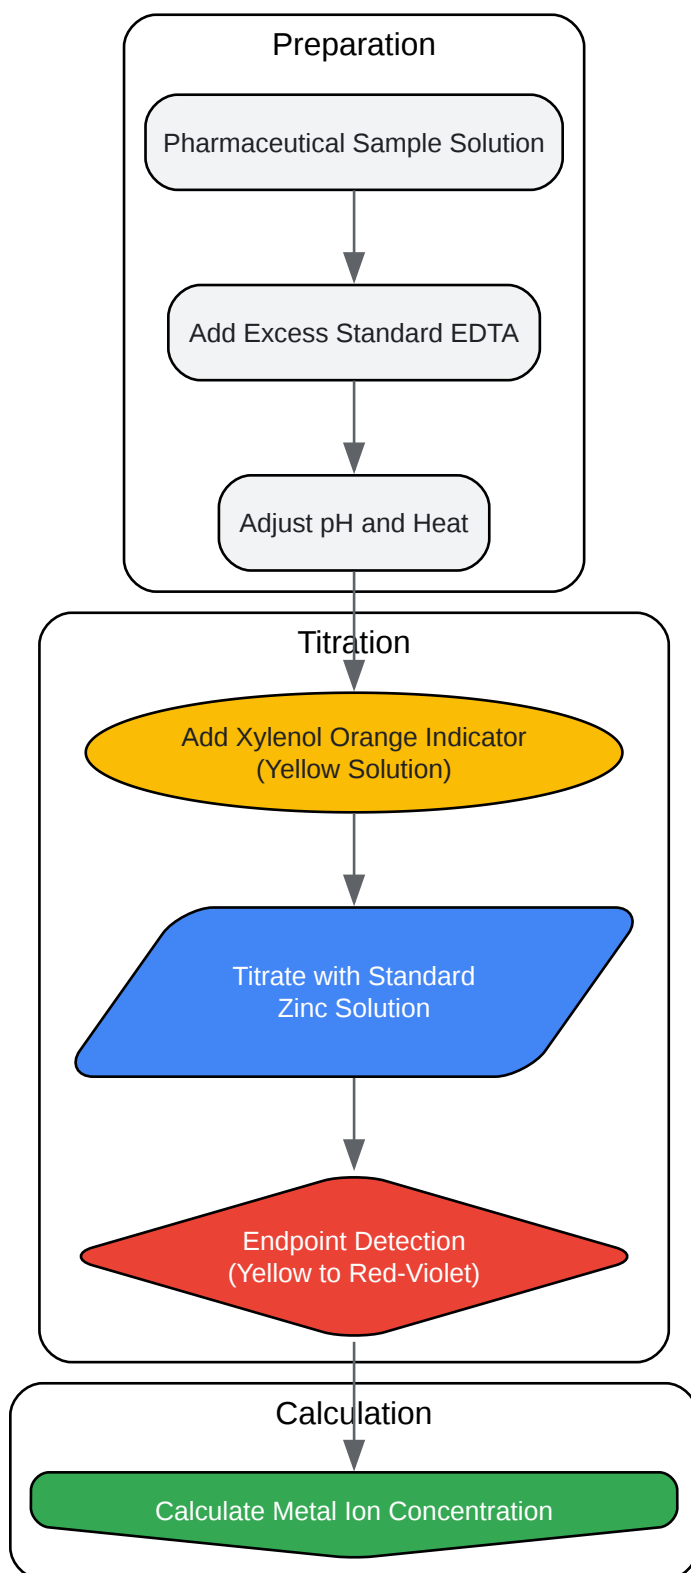 Preparation
Pharmaceutical Sample Solution
Add Excess Standard EDTA
Adjust pH and Heat
Titration
Add Xylenol Orange Indicator
(Yellow Solution)
Titrate with Standard
Zinc Solution
Endpoint Detection
(Yellow to Red-Violet)
Calculation
Calculate Metal Ion Concentration